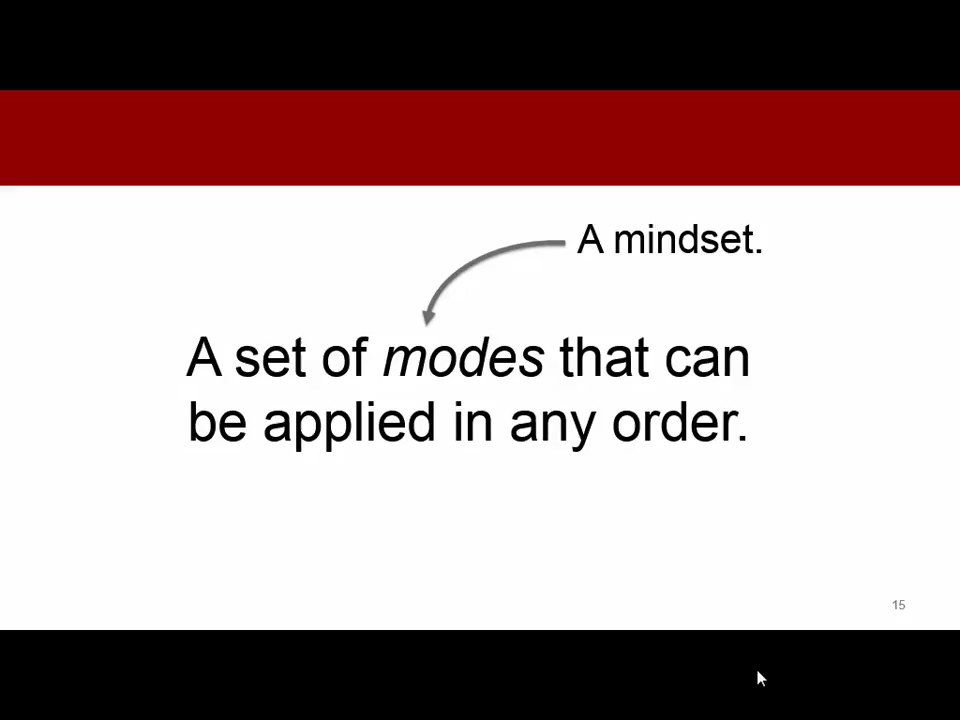 A mindset.
A set of modes that can
be applied in any order.
15